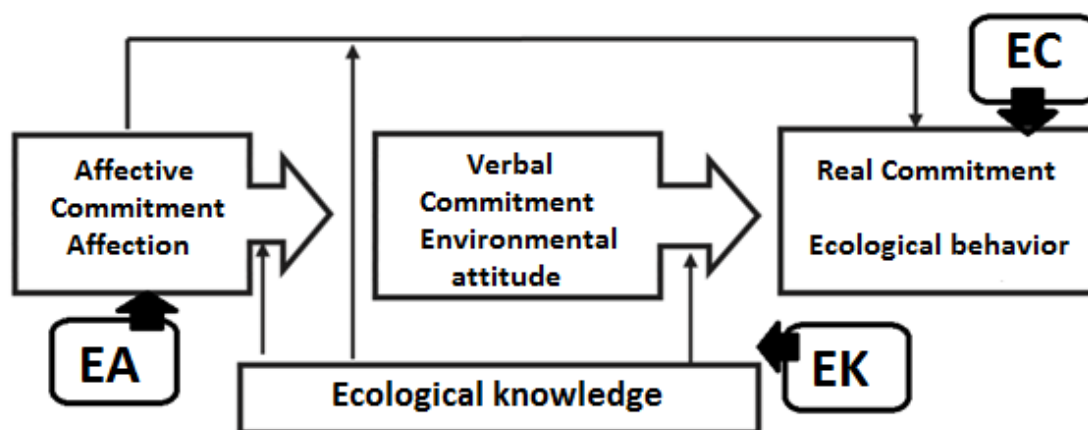 EC
Affective
Commitment
Affection
Verbal
Commitment
Environmental
attitude
Real Commitment
Ecological behavior
EA
Ecological knowledge
EK